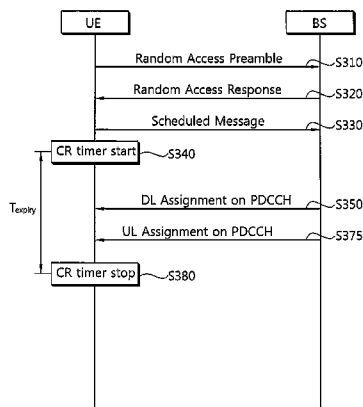 UE
BS
Random Access Preamble
S310
Random Access Response
S320
Scheduled Message
S330
CR timer start
S340
Texpiry
DL Assignment on PDCCH
S350
UL Assignment on PDCCH
S375
CR timer stop
S380